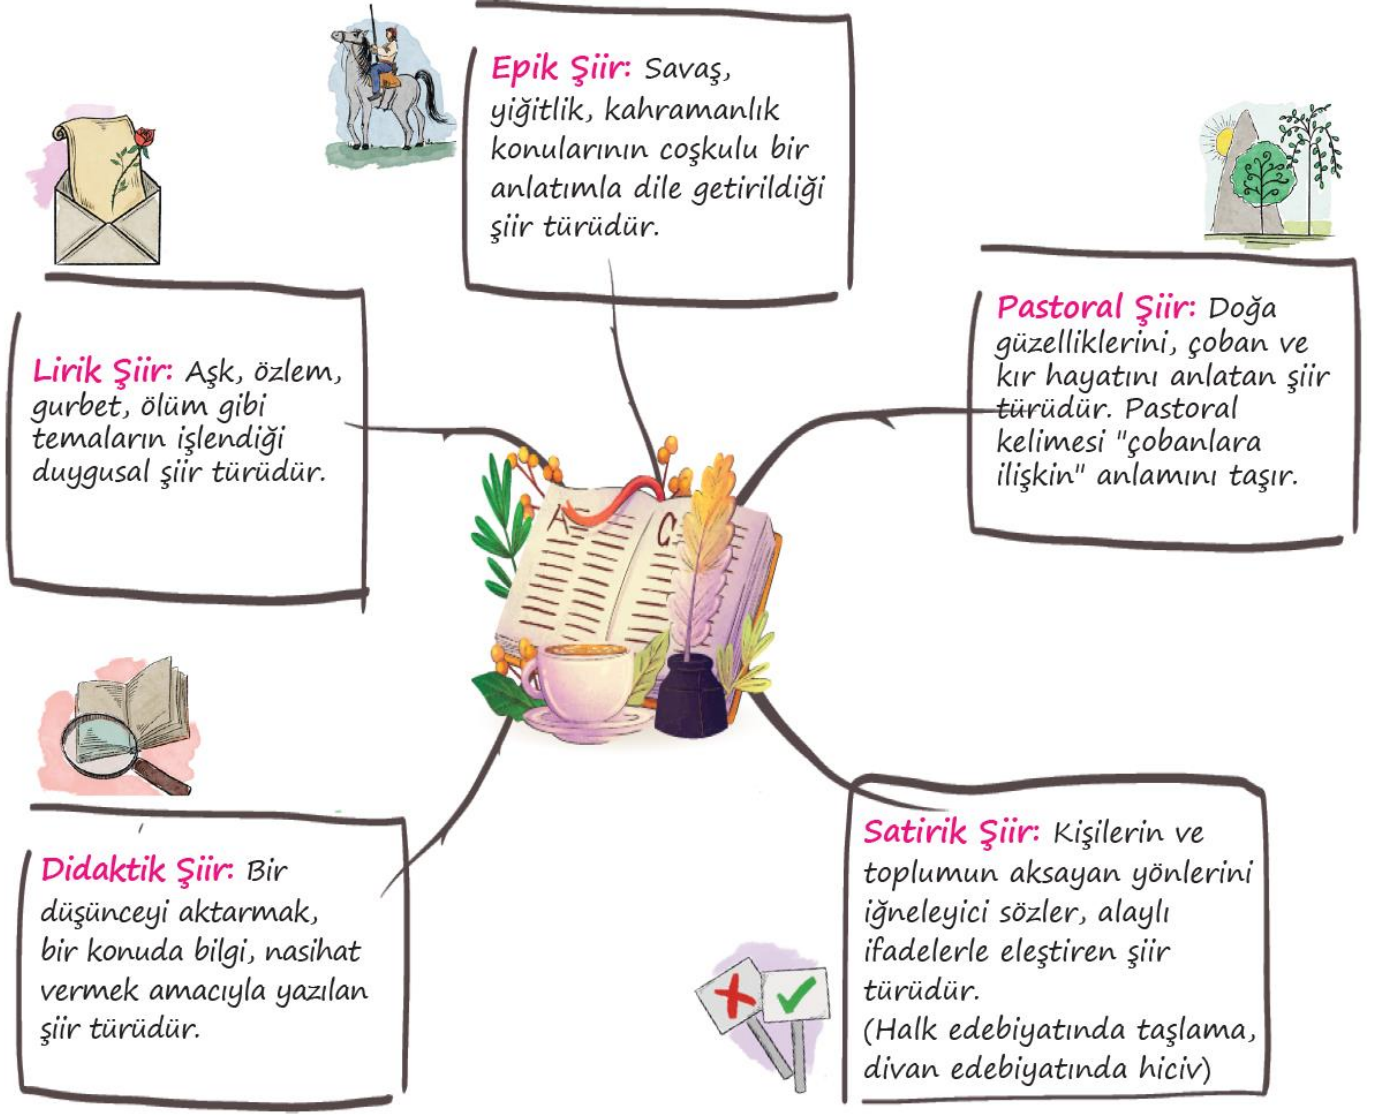 Epik Şiir: Savaş,
yiğitlik, kahramanlık
konularının coşkulu bir
anlatımla dile getirildiği
şiir türüdür.
Pastoral Şiir: Doğa
güzelliklerini, çoban ve
kır hayatını anlatan şiir
türüdür. Pastoral
kelimesi "çobanlara
ilişkin" anlamını taşır.
Lirik Şiir: Aşk, özlem,
gurbet, ölüm gibi
temaların işlendiği
duygusal şiir türüdür.
A
C
Didaktik Şiir: Bir
düşünceyi aktarmak,
bir konuda bilgi, nasihat
vermek amacıyla yazılan
şiir türüdür.
Satirik Şiir: Kişilerin ve
toplumun aksayan yönlerini
iğneleyici sözler, alaylı
ifadelerle eleştiren şiir
türüdür.
(Halk edebiyatında taşlama,
divan edebiyatında hiciv)